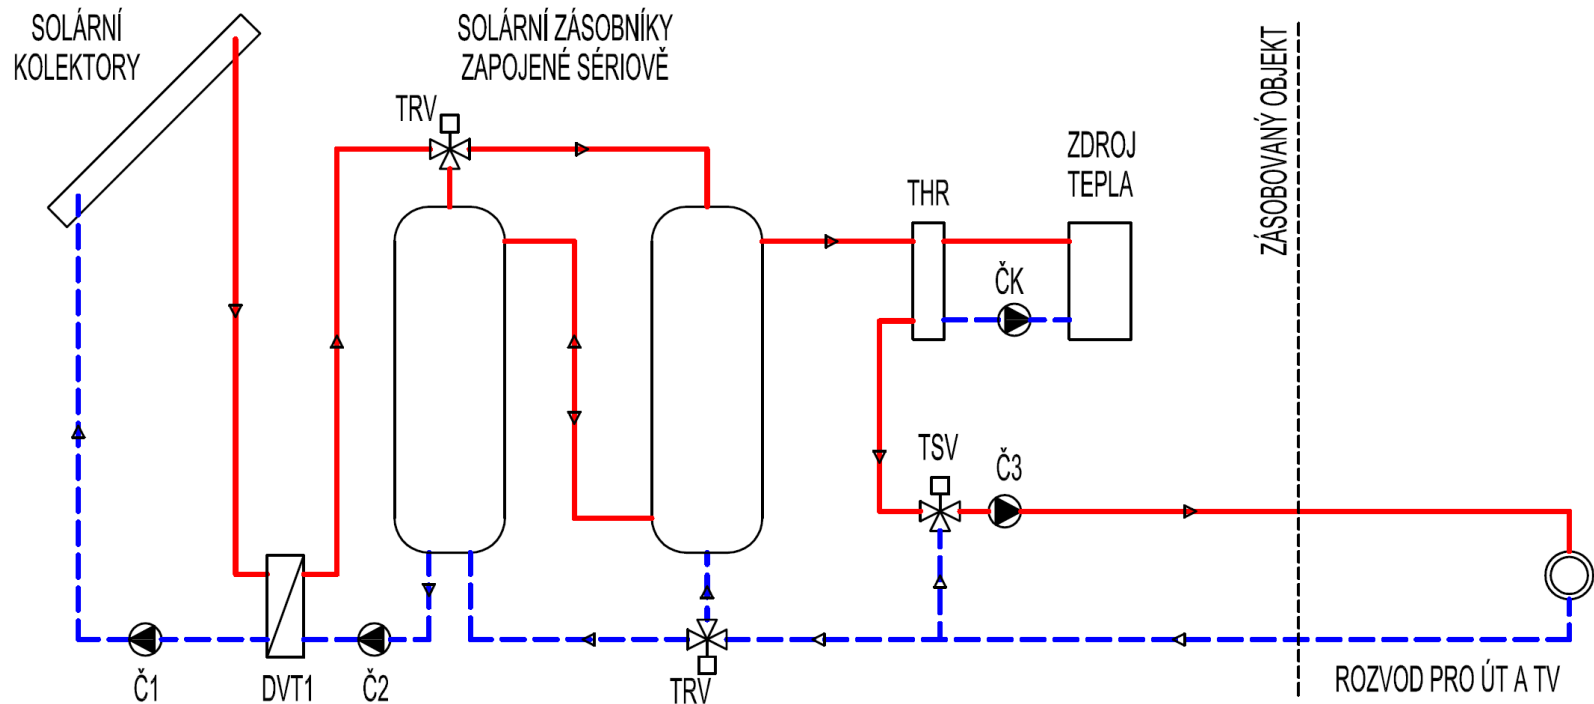 SOLÁRNÍ
KOLEKTORY
SOLÁRNÍ ZÁSOBNÍKY
ZAPOJENÉ SÉRIOVĚ
TRV
THR
ZDROJ
TEPLA
ZÁSOBOVANÝ OBJEKT
ČK
TSV
Č3
Č1
DVT1
Č2
TRV
ROZVOD PRO ÚT A TV